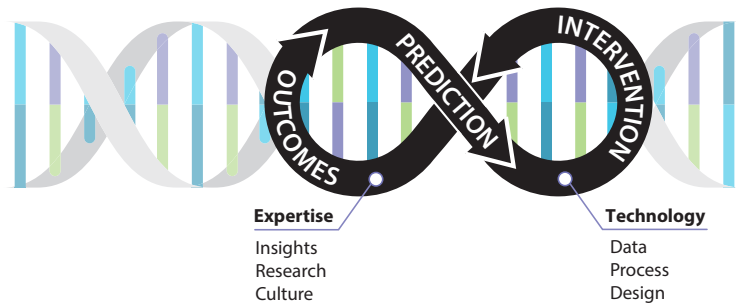 OUTCOMES
PREDICTION
INTERVENTION
Expertise
Insights
Research
Culture
Technology
Data
Process
Design